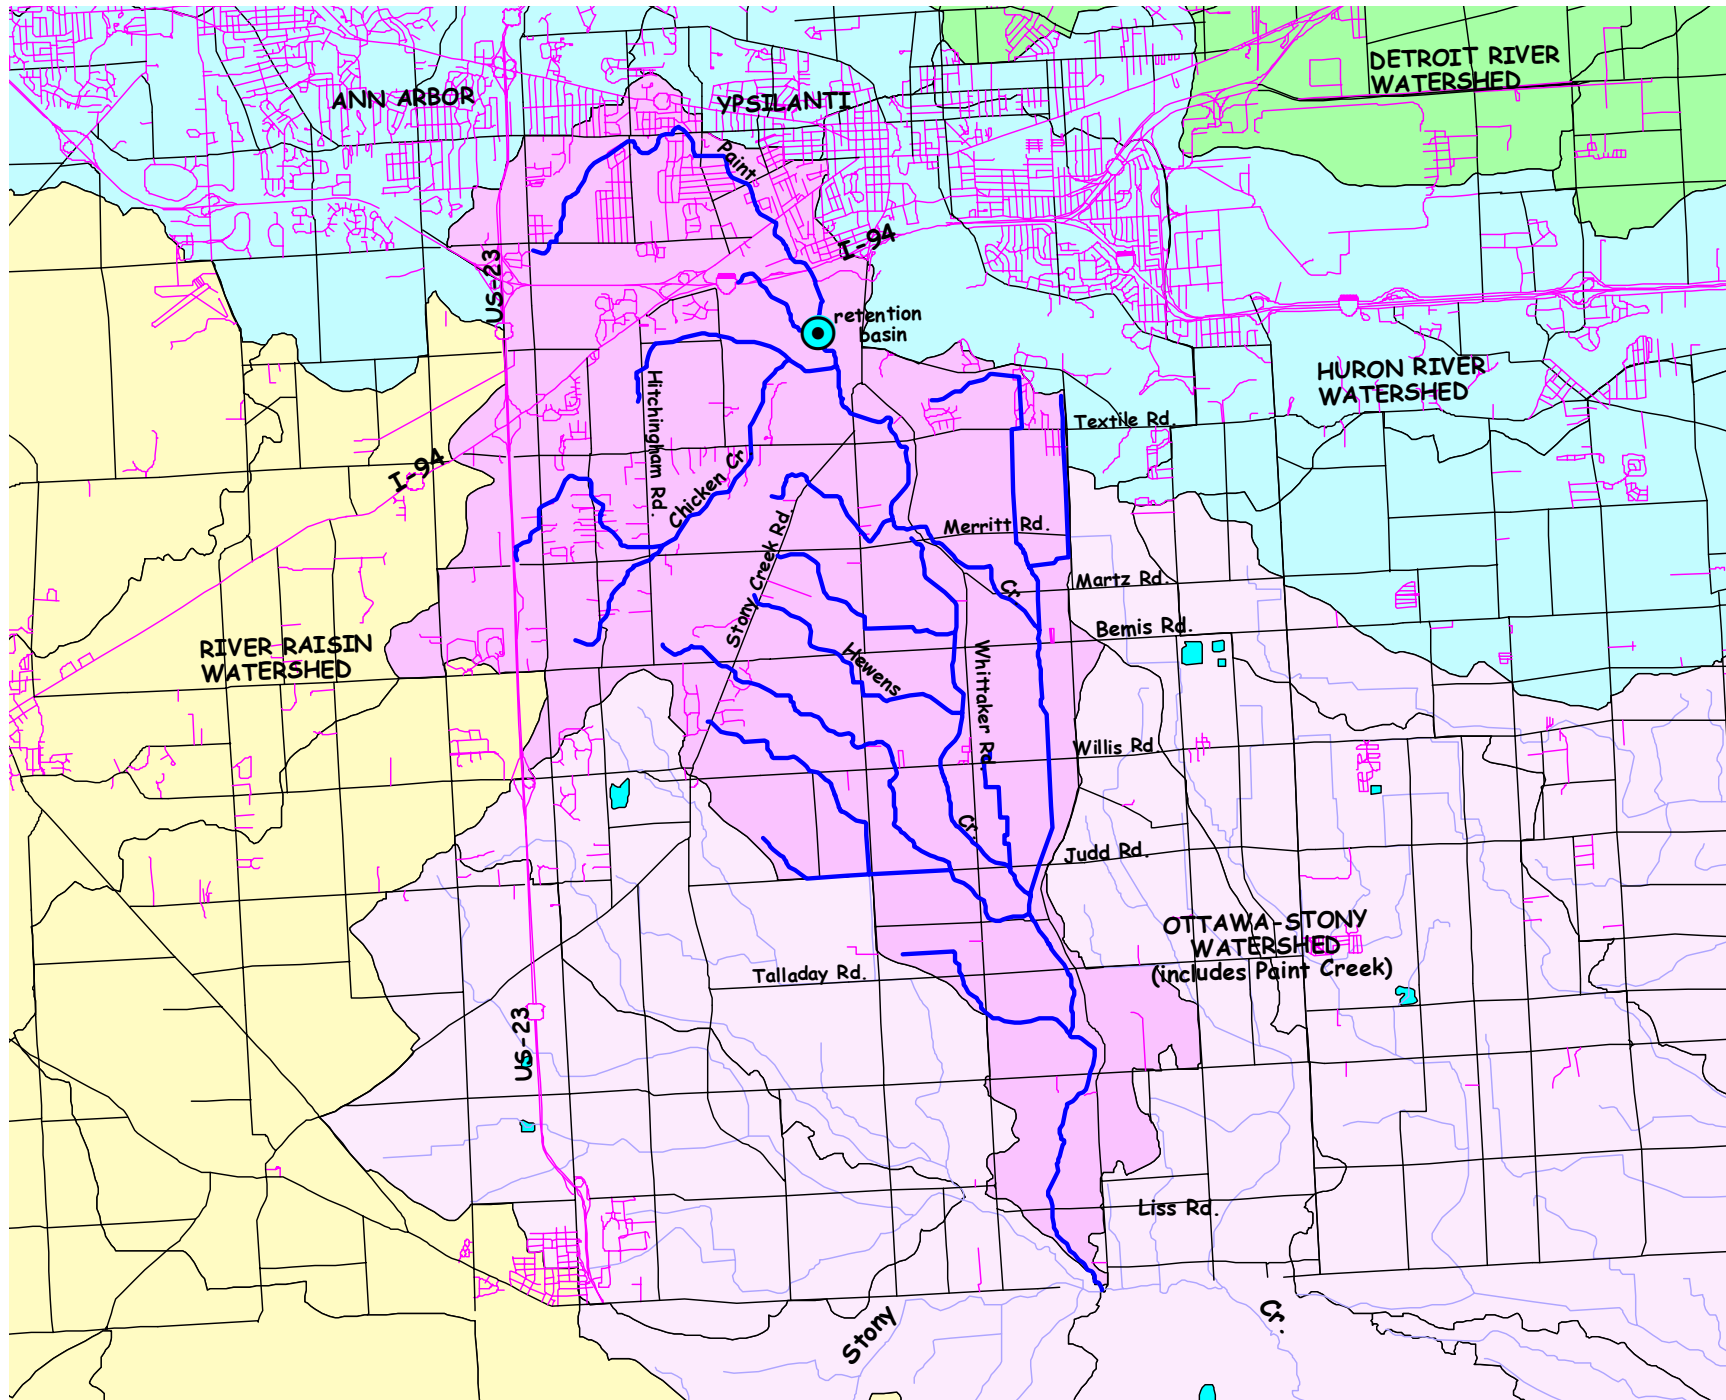 DETROIT RIVER
WATERSHED
ANN ARBOR
YPSILANTI
Paint
I-94
US-23
retention
basin
HURON RIVER
WATERSHED
Hitchingham Rd.
Textile Rd.
I-94
Chicken Cr
Stony Creek Rd.
Merritt Rd.
Cr
Martz Rd.
Bemis Rd.
RIVER RAISIN
WATERSHED
Hewens
Whittaker Rd.
Willis Rd
Cr.
Judd Rd.
OTTAWA-STONY
WATERSHED
(includes Paint Creek)
Talladay Rd.
US-23
Liss Rd.
Stony
Cr.